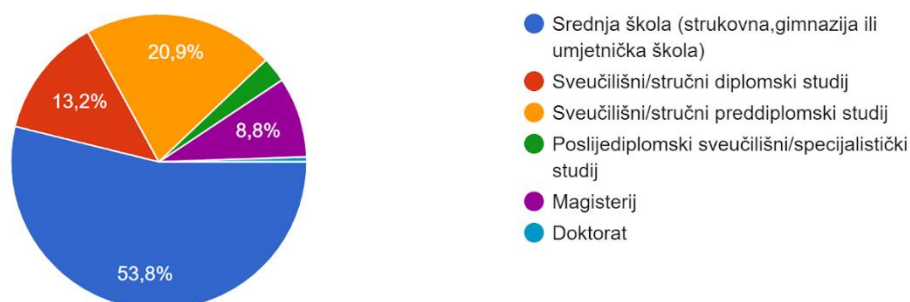 20,9%
13,2%
8,8%
53,8%
Srednja škola (strukovna,gimnazija ili
umjetnička škola)
Sveučilišni/stručni diplomski studij
Sveučilišni/stručni preddiplomski studij
Poslijediplomski sveučilišni/specijalistički
studij
Magisterij
Doktorat